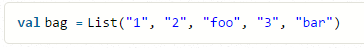 val bag = List("1", "2", "foo", "3", "bar")